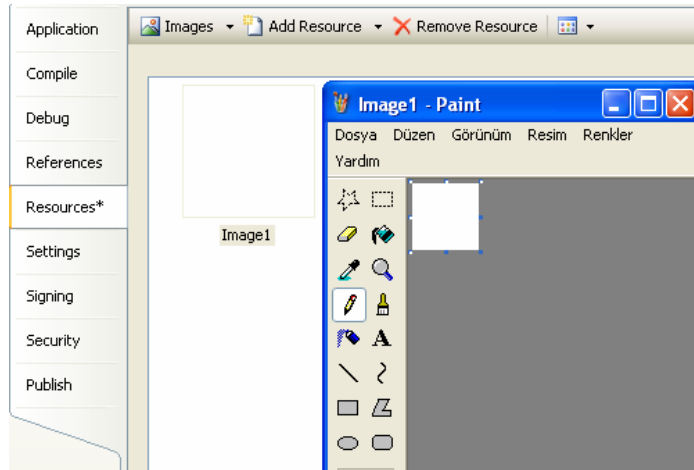 Images Add Resource Remove Resource
Application
Compile
Debug
References
Resources*
Settings
Signing
Security
Publish
Image1
Image1 - Paint
Dosya Düzen Görünüm Resim Renkler
Yardım
A